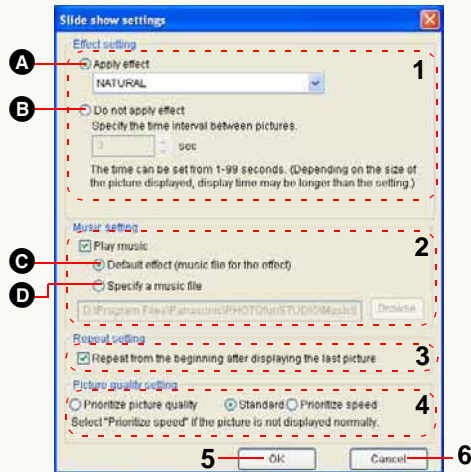 Slide show settings
Effect setting
A Apply effect 1
NATURAL
B Do not apply effect
Specify the time interval between pictures.
3 sec
The time can be set from 1-99 seconds. (Depending on the size of
the picture displayed, display time may be longer than the setting.)
Music setting
Play music 2
C Default effect (music file for the effect)
D Specify a music file
D:\Program Files\Panasonic\PHOTOfunSTUDIO\Music\ Browse
Repeat setting
Repeat from the beginning after displaying the last picture 3
Picture quality setting
Prioritize picture quality Standard Prioritize speed 4
Select "Prioritize speed" if the picture is not displayed normally.
5 OK Cancel 6